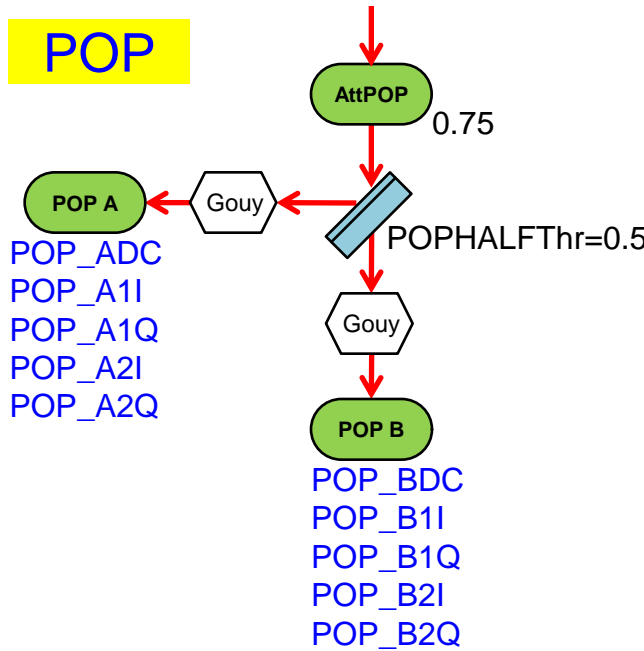 POP
AttPOP
0.75
POP A
Gouy
POPHALFThr=0.5
POP_ADC
POP_A1I
POP_A1Q
POP_A2I
POP_A2Q
Gouy
POP B
POP_BDC
POP_B1I
POP_B1Q
POP_B2I
POP_B2Q